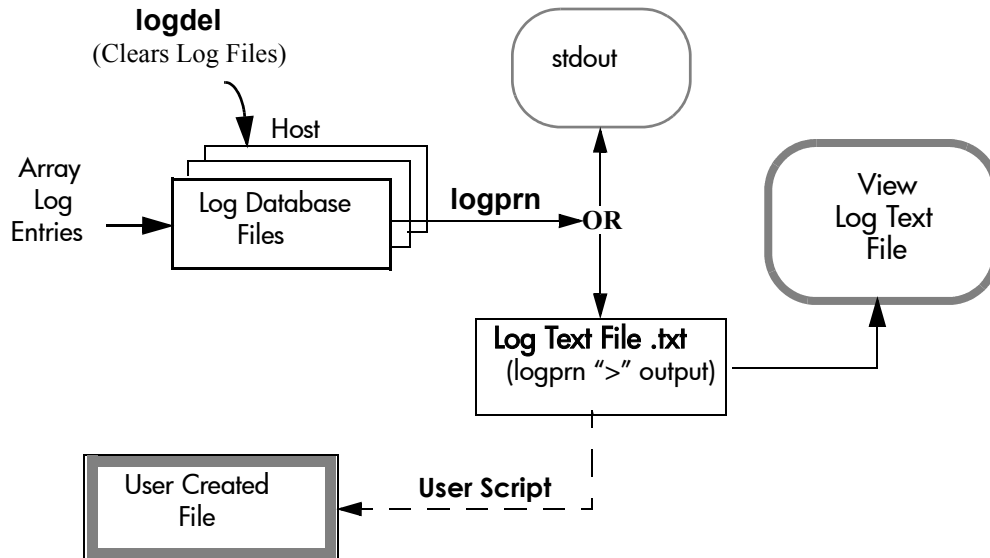 logdel
(Clears Log Files)
stdout
Host
Array
Log
Entries
Log Database
Files
logprn
OR
View
Log Text
File
Log Text File .txt
(logprn “>” output)
User Script
User Created
File